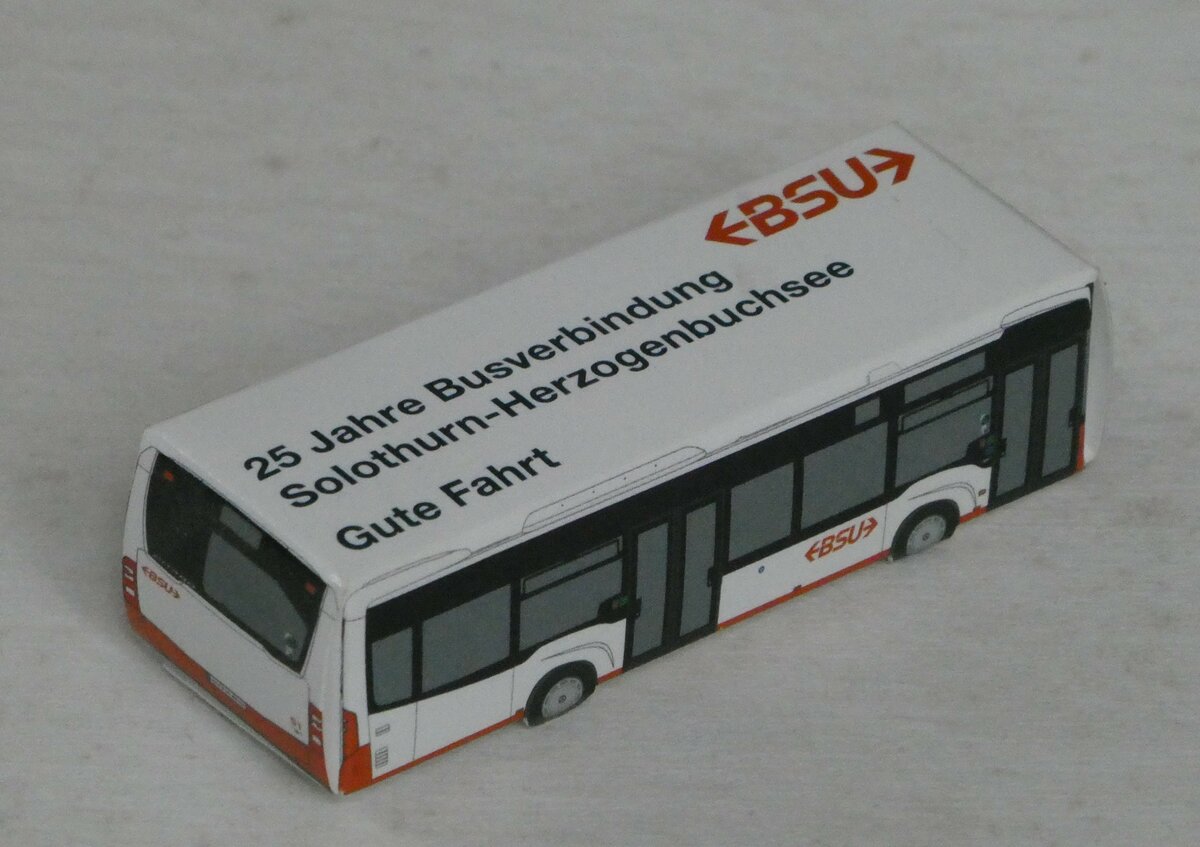 BSU
25 Jahre Busverbindung
Solothurn-Herzogenbuchsee
Gute Fahrt
BSU
BSU